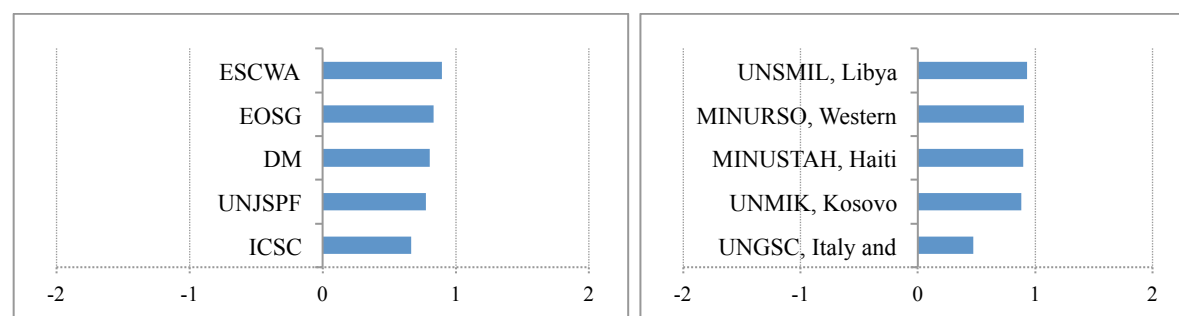 ESCWA
EOSG
DM
UNJSPF
ICSC
-2 -1 0 1 2
UNSMIL, Libya
MINURSO, Western
MINUSTAH, Haiti
UNMIK, Kosovo
UNGSC, Italy and
-2 -1 0 1 2